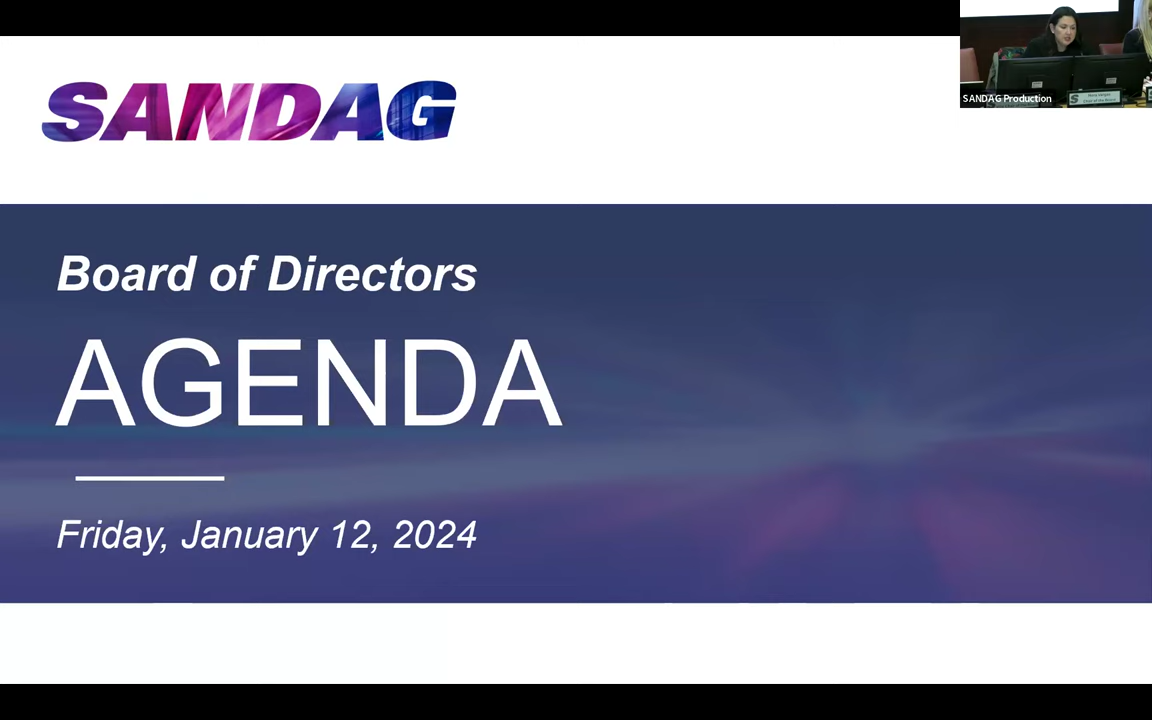 SANDAG
SANDAG Production
Board of Directors
AGENDA
Friday, January 12, 2024